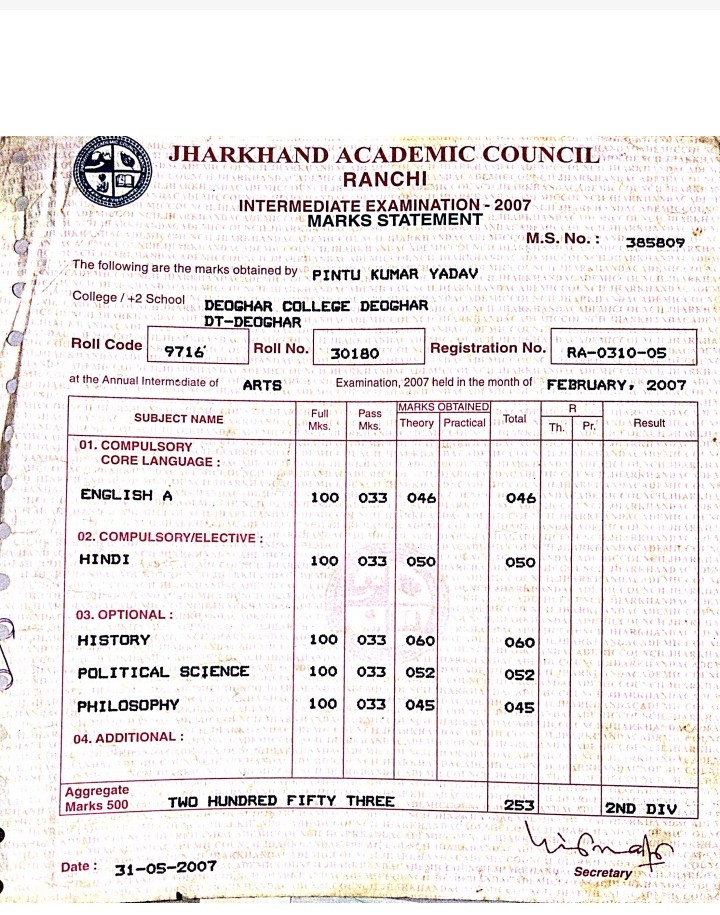 JHARKHAND ACADEMIC COUNCIL
RANCHI
INTERMEDIATE EXAMINATION - 2007
MARKS STATEMENT
M.S. No. : 385809
The following are the marks obtained by PINTU KUMAR YADAV
College / +2 School DEOGHAR COLLEGE DEOGHAR
DT-DEOGHAR
Roll Code 9716 Roll No. 30180 Registration No. RA-0310-05
at the Annual Intermediate of ARTS Examination, 2007 held in the month of FEBRUARY, 2007
SUBJECT NAME Full Mks. Pass Mks. MARKS OBTAINED Theory Practical Total R Th. Pr. Result
01. COMPULSORY
CORE LANGUAGE :
ENGLISH A 100 033 046 046
02. COMPULSORY/ELECTIVE :
HINDI 100 033 050 050
03. OPTIONAL :
HISTORY 100 033 060 060
POLITICAL SCIENCE 100 033 052 052
PHILOSOPHY 100 033 045 045
04. ADDITIONAL :
Aggregate
Marks 500 TWO HUNDRED FIFTY THREE 253 2ND DIV
Date : 31-05-2007
Secretary